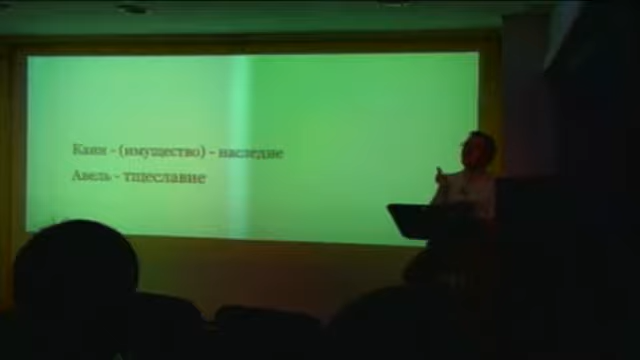 Каин - (имущество) - наследие
Авель - тщеславие